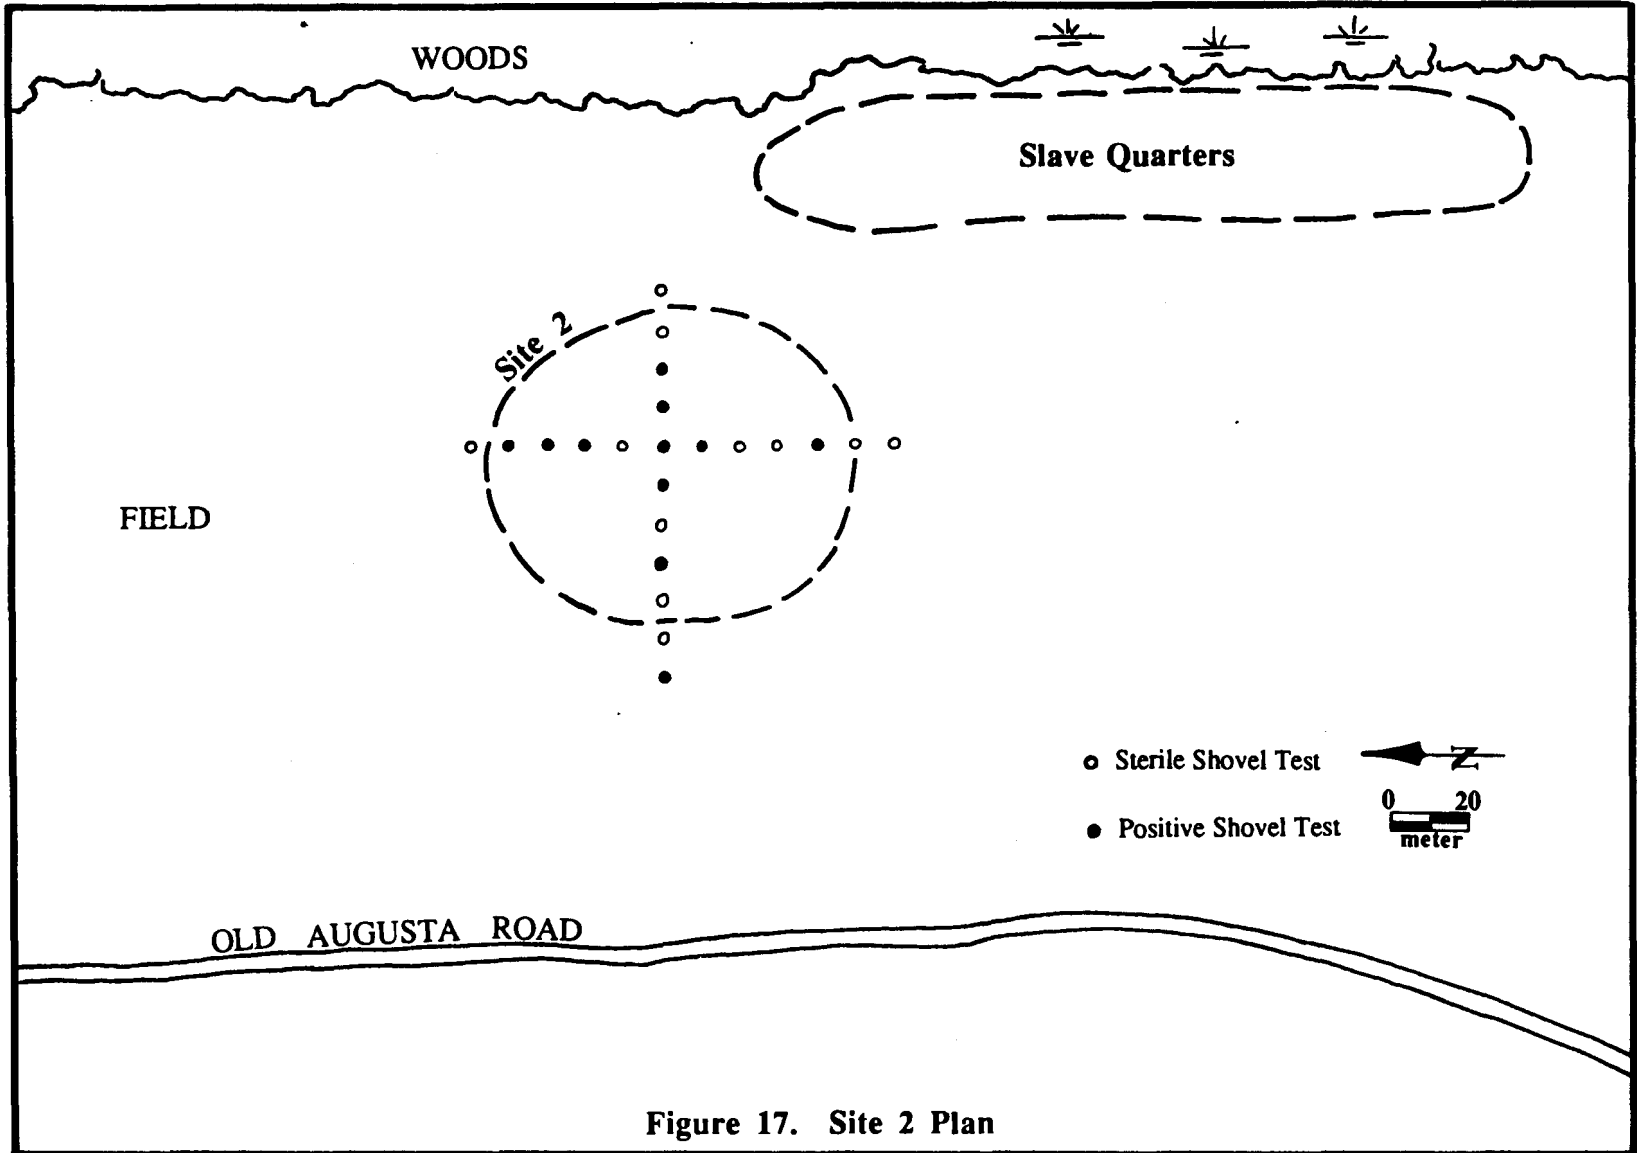 WOODS
Slave Quarters
Site 2
FIELD
Sterile Shovel Test
N
0 20
Positive Shovel Test
meter
OLD AUGUSTA ROAD
Figure 17. Site 2 Plan